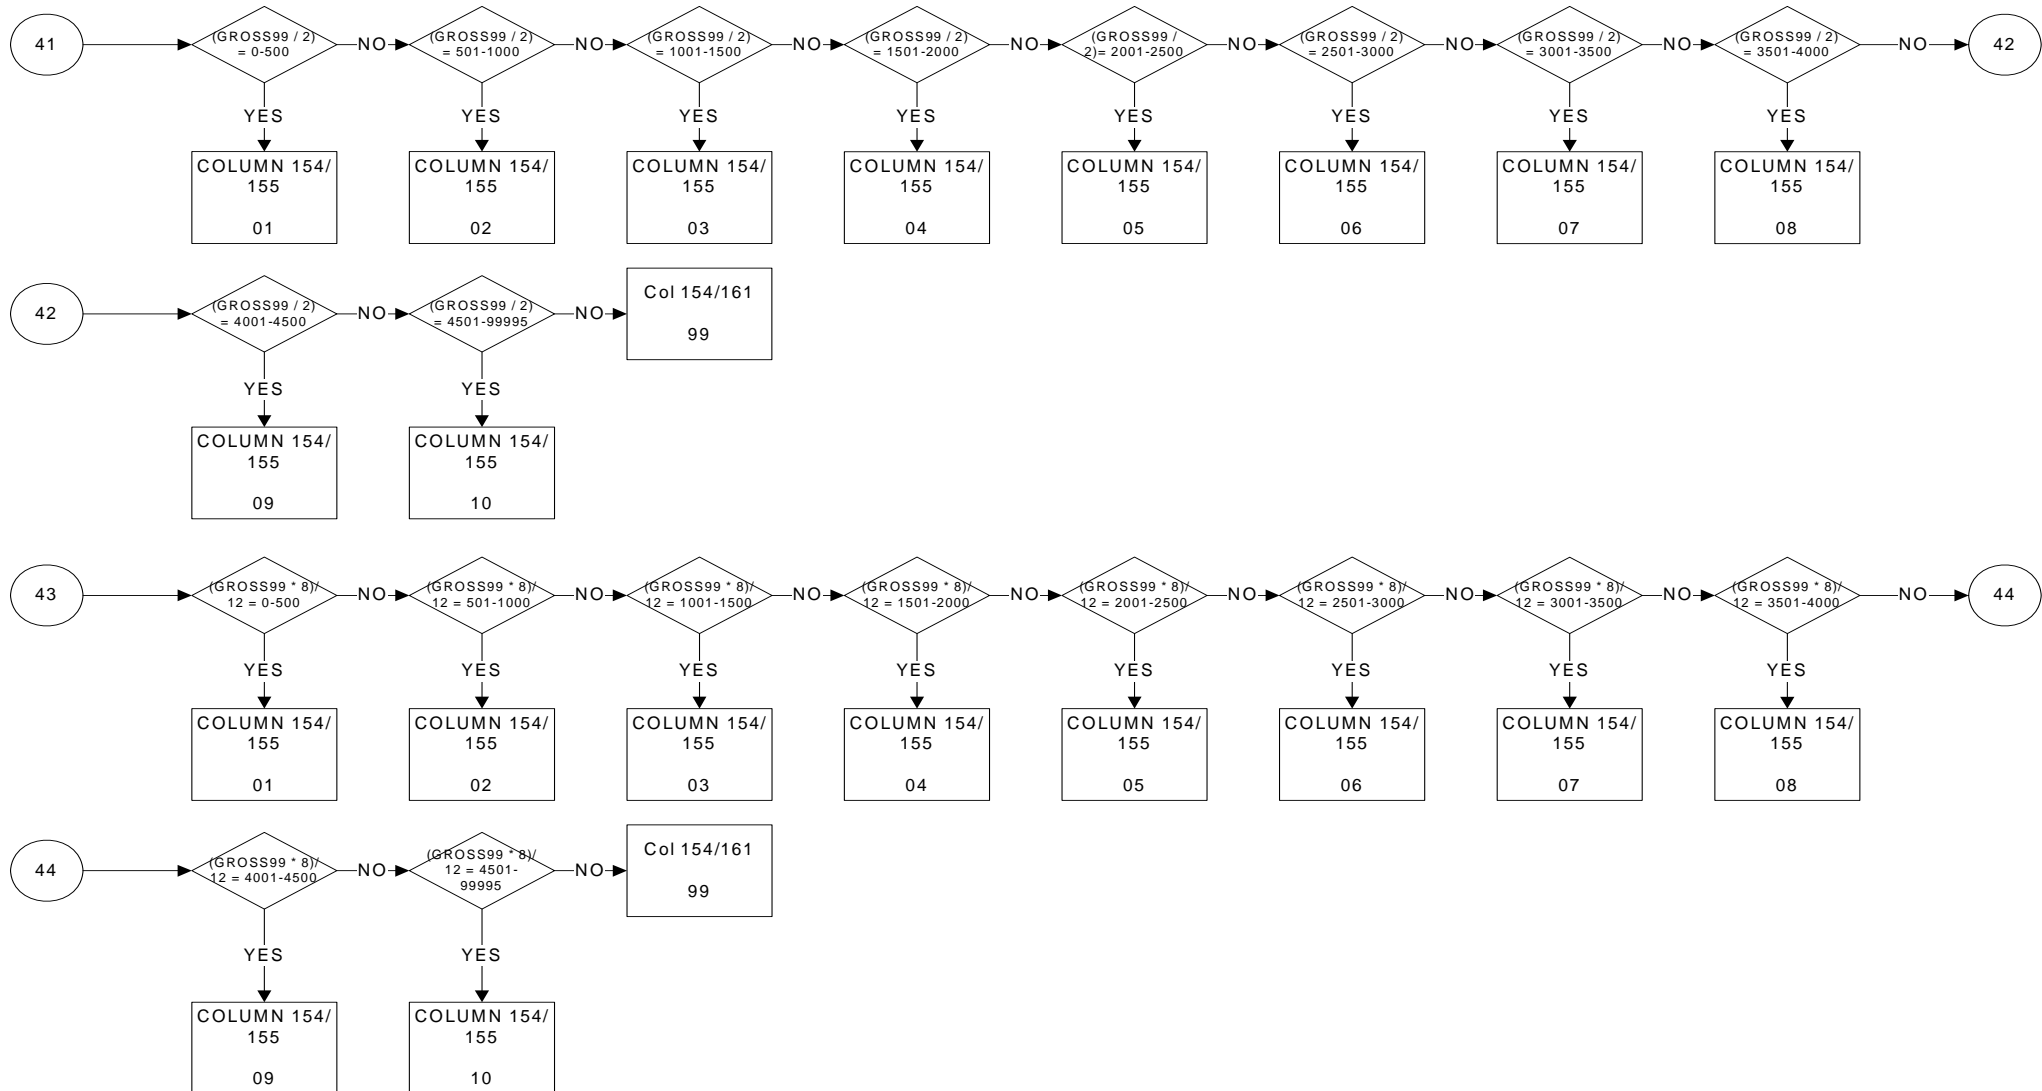 41
(GROSS99 / 2)
= 0-500
NO
(GROSS99 / 2)
= 501-1000
NO
(GROSS99 / 2)
= 1001-1500
NO
(GROSS99 / 2)
= 1501-2000
NO
(GROSS99 /
2)= 2001-2500
NO
(GROSS99 / 2)
= 2501-3000
NO
(GROSS99 / 2)
= 3001-3500
NO
(GROSS99 / 2)
= 3501-4000
NO
42
YES
YES
YES
YES
YES
YES
YES
YES
COLUMN 154/
155
01
COLUMN 154/
155
02
COLUMN 154/
155
03
COLUMN 154/
155
04
COLUMN 154/
155
05
COLUMN 154/
155
06
COLUMN 154/
155
07
COLUMN 154/
155
08
42
(GROSS99 / 2)
= 4001-4500
NO
(GROSS99 / 2)
= 4501-99995
NO
Col 154/161
99
YES
YES
COLUMN 154/
155
09
COLUMN 154/
155
10
43
(GROSS99 * 8)/
12 = 0-500
NO
(GROSS99 * 8)/
12 = 501-1000
NO
(GROSS99 * 8)/
12 = 1001-1500
NO
(GROSS99 * 8)/
12 = 1501-2000
NO
(GROSS99 * 8)/
12 = 2001-2500
NO
(GROSS99 * 8)/
12 = 2501-3000
NO
(GROSS99 * 8)/
12 = 3001-3500
NO
(GROSS99 * 8)/
12 = 3501-4000
NO
44
YES
YES
YES
YES
YES
YES
YES
YES
COLUMN 154/
155
01
COLUMN 154/
155
02
COLUMN 154/
155
03
COLUMN 154/
155
04
COLUMN 154/
155
05
COLUMN 154/
155
06
COLUMN 154/
155
07
COLUMN 154/
155
08
44
(GROSS99 * 8)/
12 = 4001-4500
NO
(GROSS99 * 8)/
12 = 4501-
99995
NO
Col 154/161
99
YES
YES
COLUMN 154/
155
09
COLUMN 154/
155
10